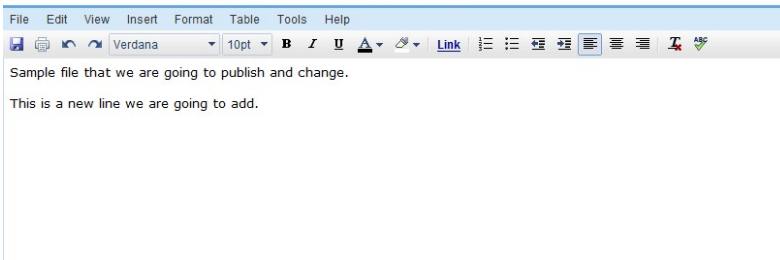 File Edit View Insert Format Table Tools Help
Verdana 10pt B I U A Link T ABC
Sample file that we are going to publish and change.
This is a new line we are going to add.